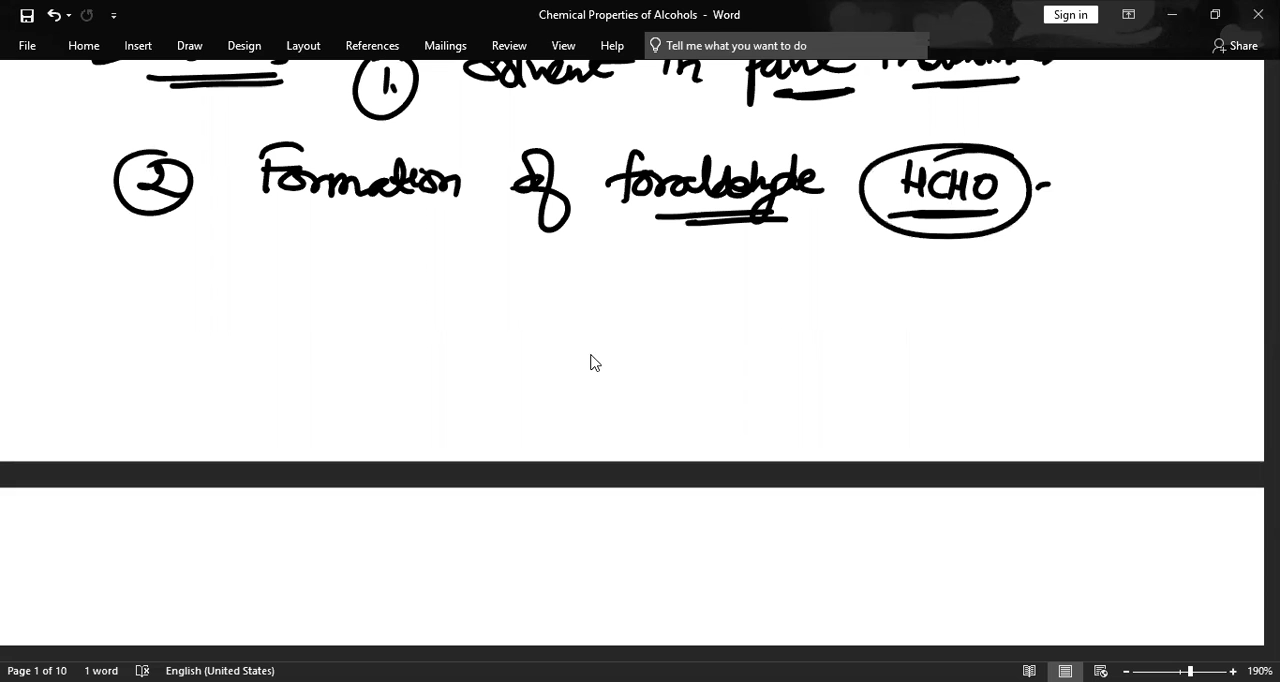 Chemical Properties of Alcohols - Word
Sign in
File Home Insert Draw Design Layout References Mailings Review View Help Tell me what you want to do Share
1. Solvent in
2 Formation of foraldehyde HCHO -
Page 1 of 10 1 word English (United States) 190%